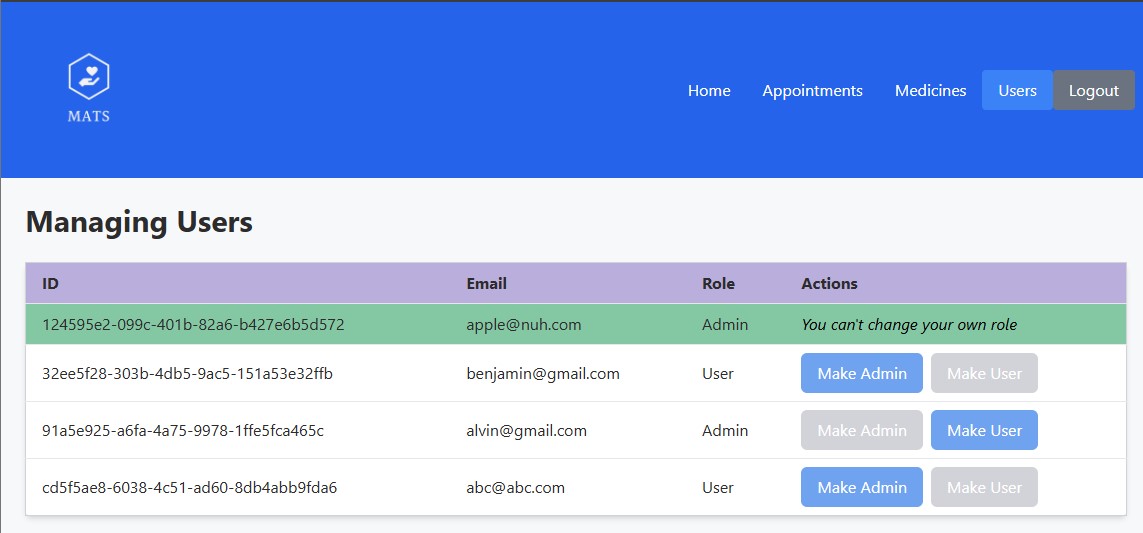 MATS
Home Appointments Medicines Users Logout
Managing Users
ID Email Role Actions
124595e2-099c-401b-82a6-b427e6b5d572 apple@nuh.com Admin You can't change your own role
32ee5f28-303b-4db5-9ac5-151a53e32ffb benjamin@gmail.com User Make Admin Make User
91a5e925-a6fa-4a75-9978-1ffe5fca465c alvin@gmail.com Admin Make Admin Make User
cd5f5ae8-6038-4c51-ad60-8db4abb9fda6 abc@abc.com User Make Admin Make User